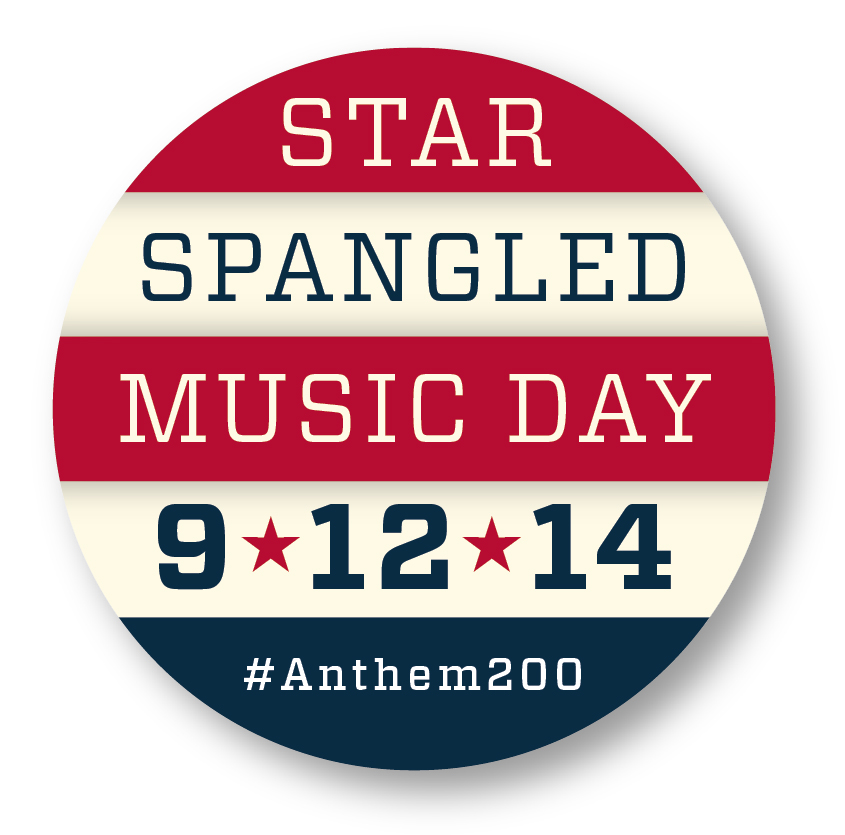 STAR
SPANGLED
MUSIC DAY
9★12★14
#Anthem200